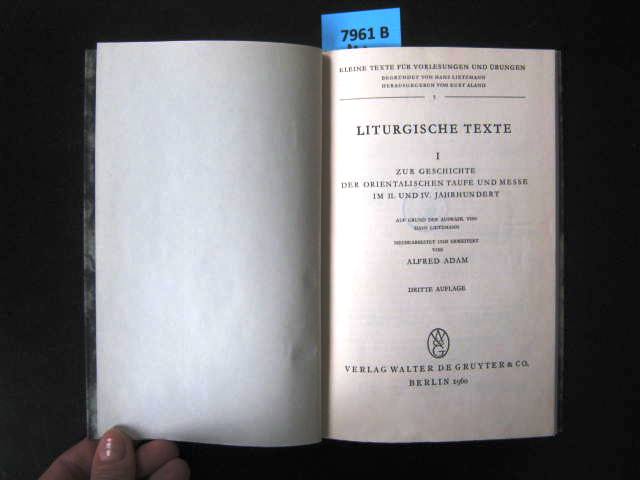 7961 B
KLEINE TEXTE FÜR VORLESUNGEN UND ÜBUNGEN
BEGRÜNDET VON HANS LIETZMANN
HERAUSGEGEBEN VON KURT ALAND
5
LITURGISCHE TEXTE
I
ZUR GESCHICHTE
DER ORIENTALISCHEN TAUFE UND MESSE
IM II. UND IV. JAHRHUNDERT
AUF GRUND DER AUSWAHL VON
HANS LIETZMANN
NEUBEARBEITET UND ERWEITERT
VON
ALFRED ADAM
DRITTE AUFLAGE
WG
VERLAG WALTER DE GRUYTER & CO.
BERLIN 1960